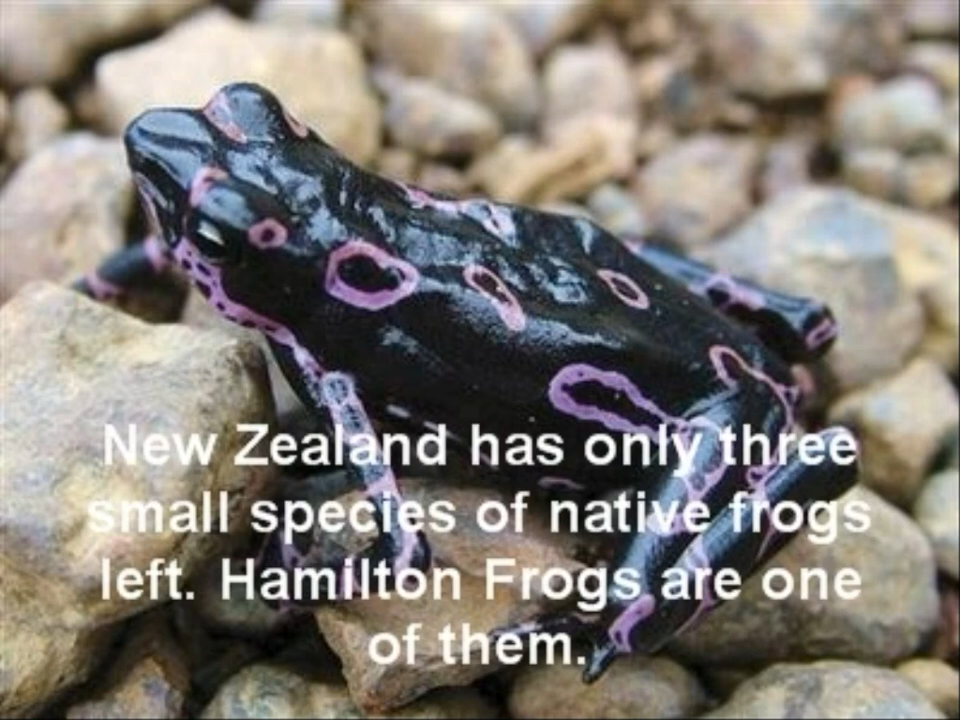 New Zealand has only three
small species of native frogs
left. Hamilton Frogs are one
of them.